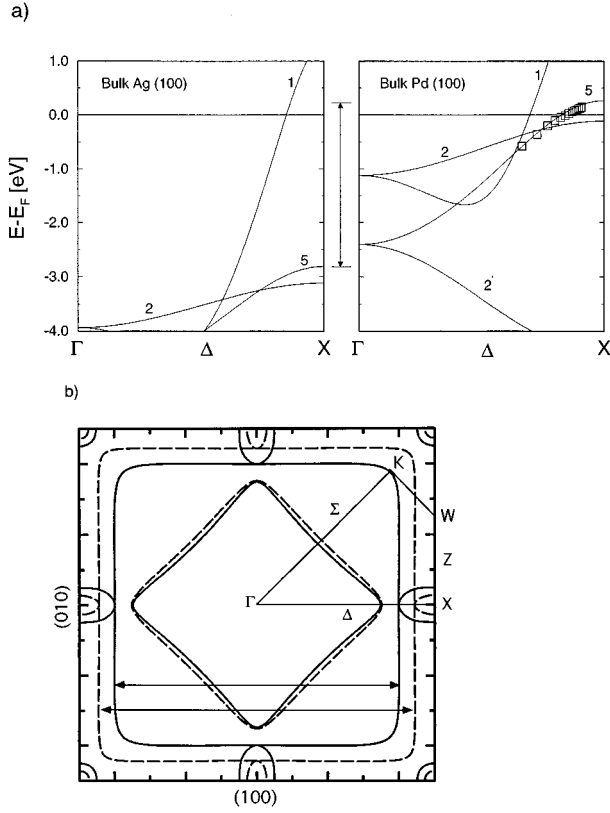 a)
Bulk Ag (100)
1
5
2
Bulk Pd (100)
1
5
2
2'
E-E_F [eV]
1.0
0.0
-1.0
-2.0
-3.0
-4.0
Γ
Δ
X
Γ
Δ
X
b)
K
W
Σ
Z
Γ
X
Δ
(010)
(100)